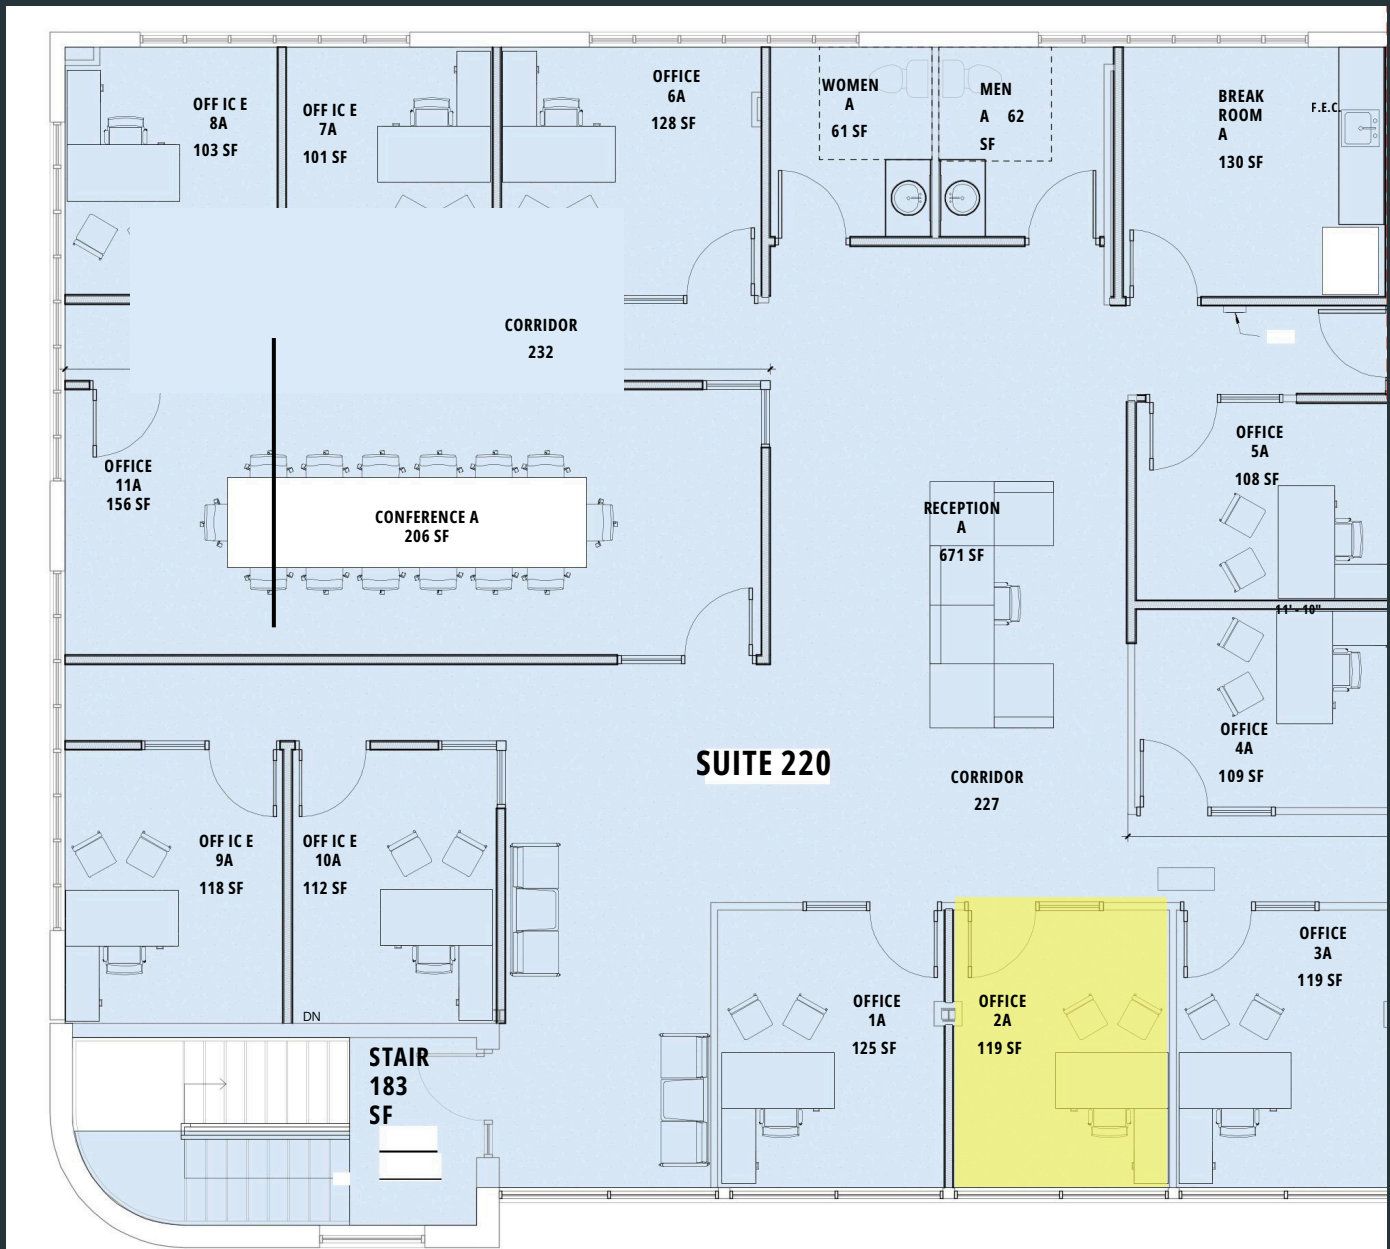 OFF IC E
8A
103 SF
OFF IC E
7A
101 SF
OFFICE
6A
128 SF
WOMEN
A
61 SF
MEN
A 62
SF
BREAK
ROOM
A
130 SF
F.E.C.
CORRIDOR
232
OFFICE
11A
156 SF
CONFERENCE A
206 SF
RECEPTION
A
671 SF
OFFICE
5A
108 SF
11' - 10"
OFFICE
4A
109 SF
SUITE 220
CORRIDOR
227
OFF IC E
9A
118 SF
OFF IC E
10A
112 SF
DN
STAIR
183
SF
OFFICE
1A
125 SF
OFFICE
2A
119 SF
OFFICE
3A
119 SF